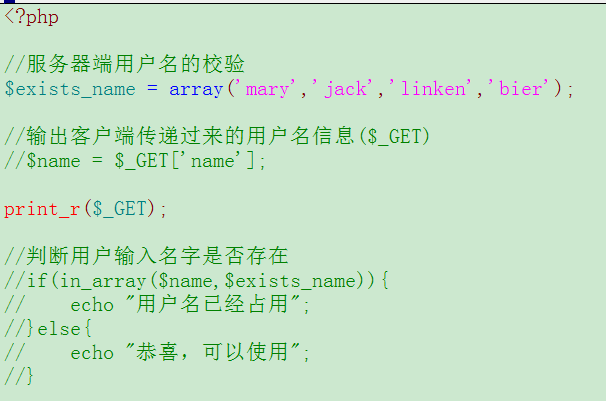 <?php
//服务器端用户名的校验
$exists_name = array('mary','jack','linken','bier');
//输出客户端传递过来的用户名信息($_GET)
//$name = $_GET['name'];
print_r($_GET);
//判断用户输入名字是否存在
//if(in_array($name,$exists_name)){
//    echo "用户名已经占用";
//}else{
//    echo "恭喜，可以使用";
//}